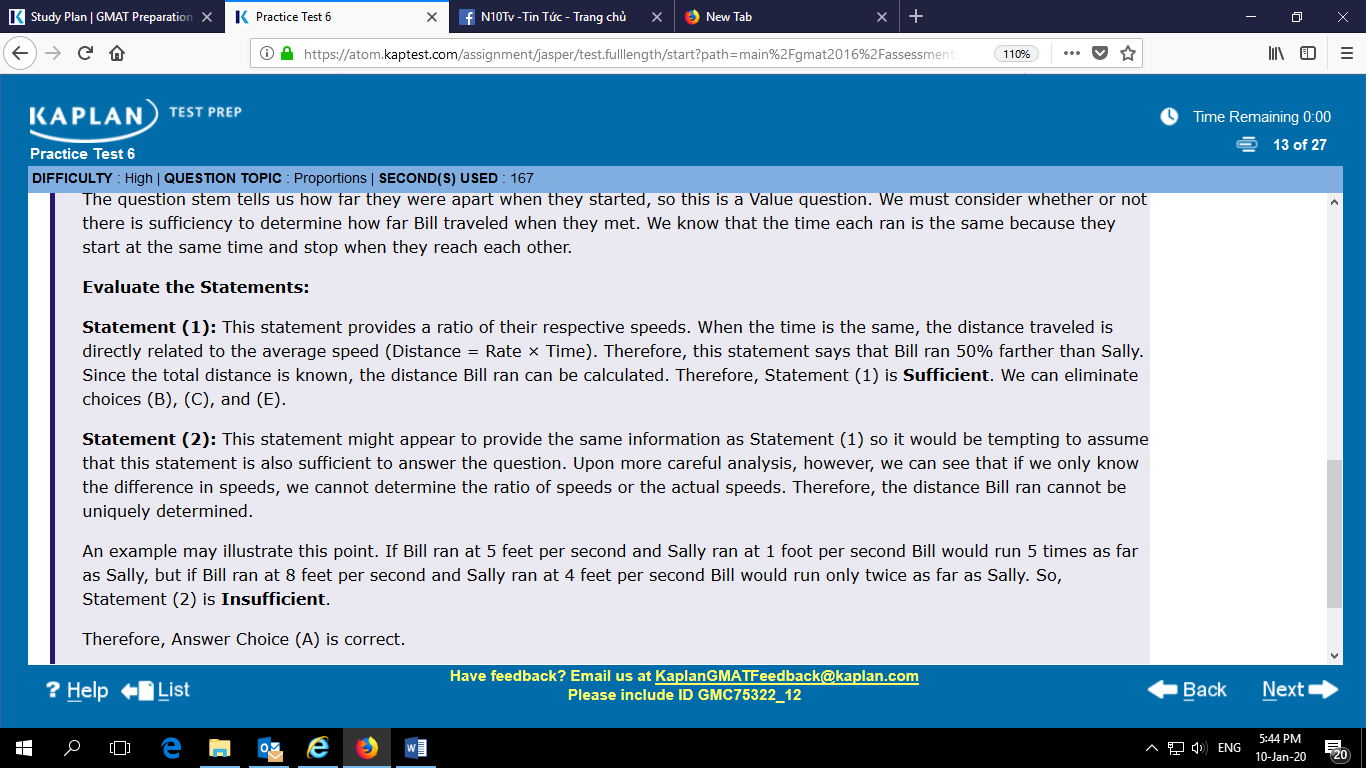 Study Plan | GMAT Preparation
Practice Test 6
N10Tv -Tin Tức - Trang chủ
New Tab
https://atom.kaptest.com/assignment/jasper/test.fulllength/start?path=main%2Fgmat2016%2Fassessment
110%
KAPLAN TEST PREP
Practice Test 6
Time Remaining 0:00
13 of 27
DIFFICULTY : High | QUESTION TOPIC : Proportions | SECOND(S) USED : 167
The question stem tells us how far they were apart when they started, so this is a Value question. We must consider whether or not
there is sufficiency to determine how far Bill traveled when they met. We know that the time each ran is the same because they
start at the same time and stop when they reach each other.
Evaluate the Statements:
Statement (1): This statement provides a ratio of their respective speeds. When the time is the same, the distance traveled is
directly related to the average speed (Distance = Rate × Time). Therefore, this statement says that Bill ran 50% farther than Sally.
Since the total distance is known, the distance Bill ran can be calculated. Therefore, Statement (1) is Sufficient. We can eliminate
choices (B), (C), and (E).
Statement (2): This statement might appear to provide the same information as Statement (1) so it would be tempting to assume
that this statement is also sufficient to answer the question. Upon more careful analysis, however, we can see that if we only know
the difference in speeds, we cannot determine the ratio of speeds or the actual speeds. Therefore, the distance Bill ran cannot be
uniquely determined.
An example may illustrate this point. If Bill ran at 5 feet per second and Sally ran at 1 foot per second Bill would run 5 times as far
as Sally, but if Bill ran at 8 feet per second and Sally ran at 4 feet per second Bill would run only twice as far as Sally. So,
Statement (2) is Insufficient.
Therefore, Answer Choice (A) is correct.
Have feedback? Email us at KaplanGMATFeedback@kaplan.com
Please include ID GMC75322_12
? Help
List
Back
Next
ENG
5:44 PM
10-Jan-20
20